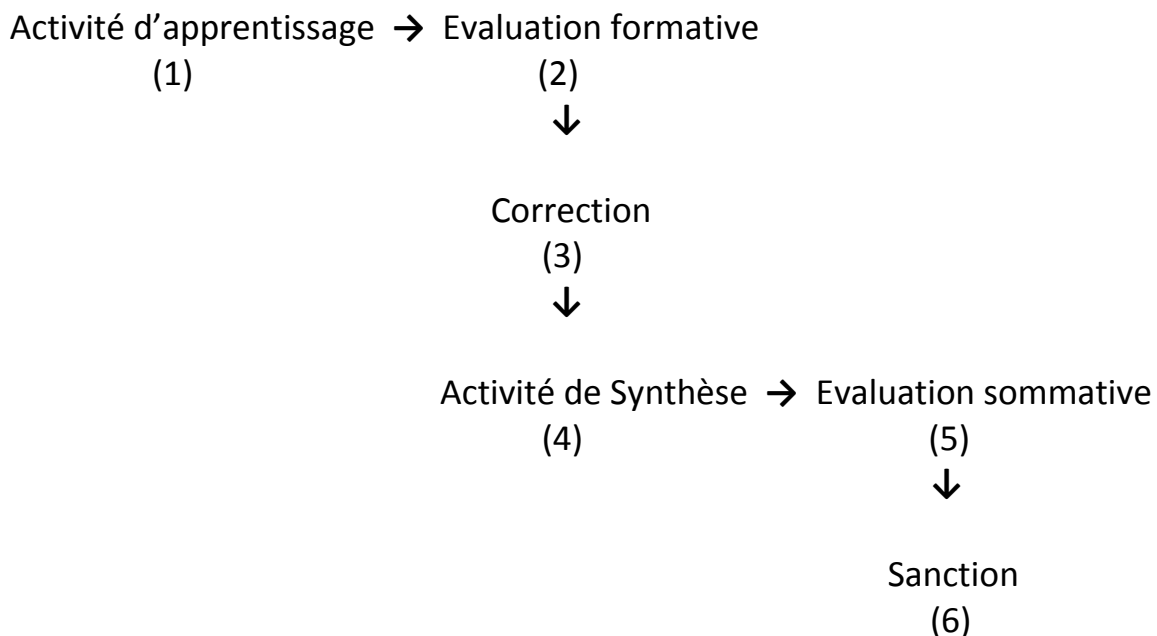 Activité d’apprentissage → Evaluation formative
(1) (2)
↓
Correction
(3)
↓
Activité de Synthèse → Evaluation sommative
(4) (5)
↓
Sanction
(6)